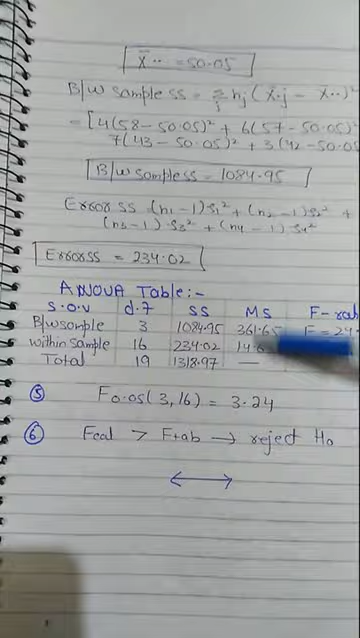 X̄.. = 50.05
B/W sample SS = Σ nj (X̄.j - X̄..)²
j
= [4(58-50.05)² + 6(57-50.05)²
7(43-50.05)² + 3(42-50.05
B/W sample SS = 1084.95
Error SS = (n₁-1)s₁² + (n₂-1)s₂² +
(n₃-1)s₃² + (n₄-1)s₄²
Error SS = 234.02
ANOVA Table:-
S.O.V d.f SS MS F-rat
B/W sample 3 1084.95 361.65 F = 24.
within sample 16 234.02 14.6
Total 19 1318.97 —
⑤ F0.05(3,16) = 3.24
⑥ Fcal > Ftab → reject H₀